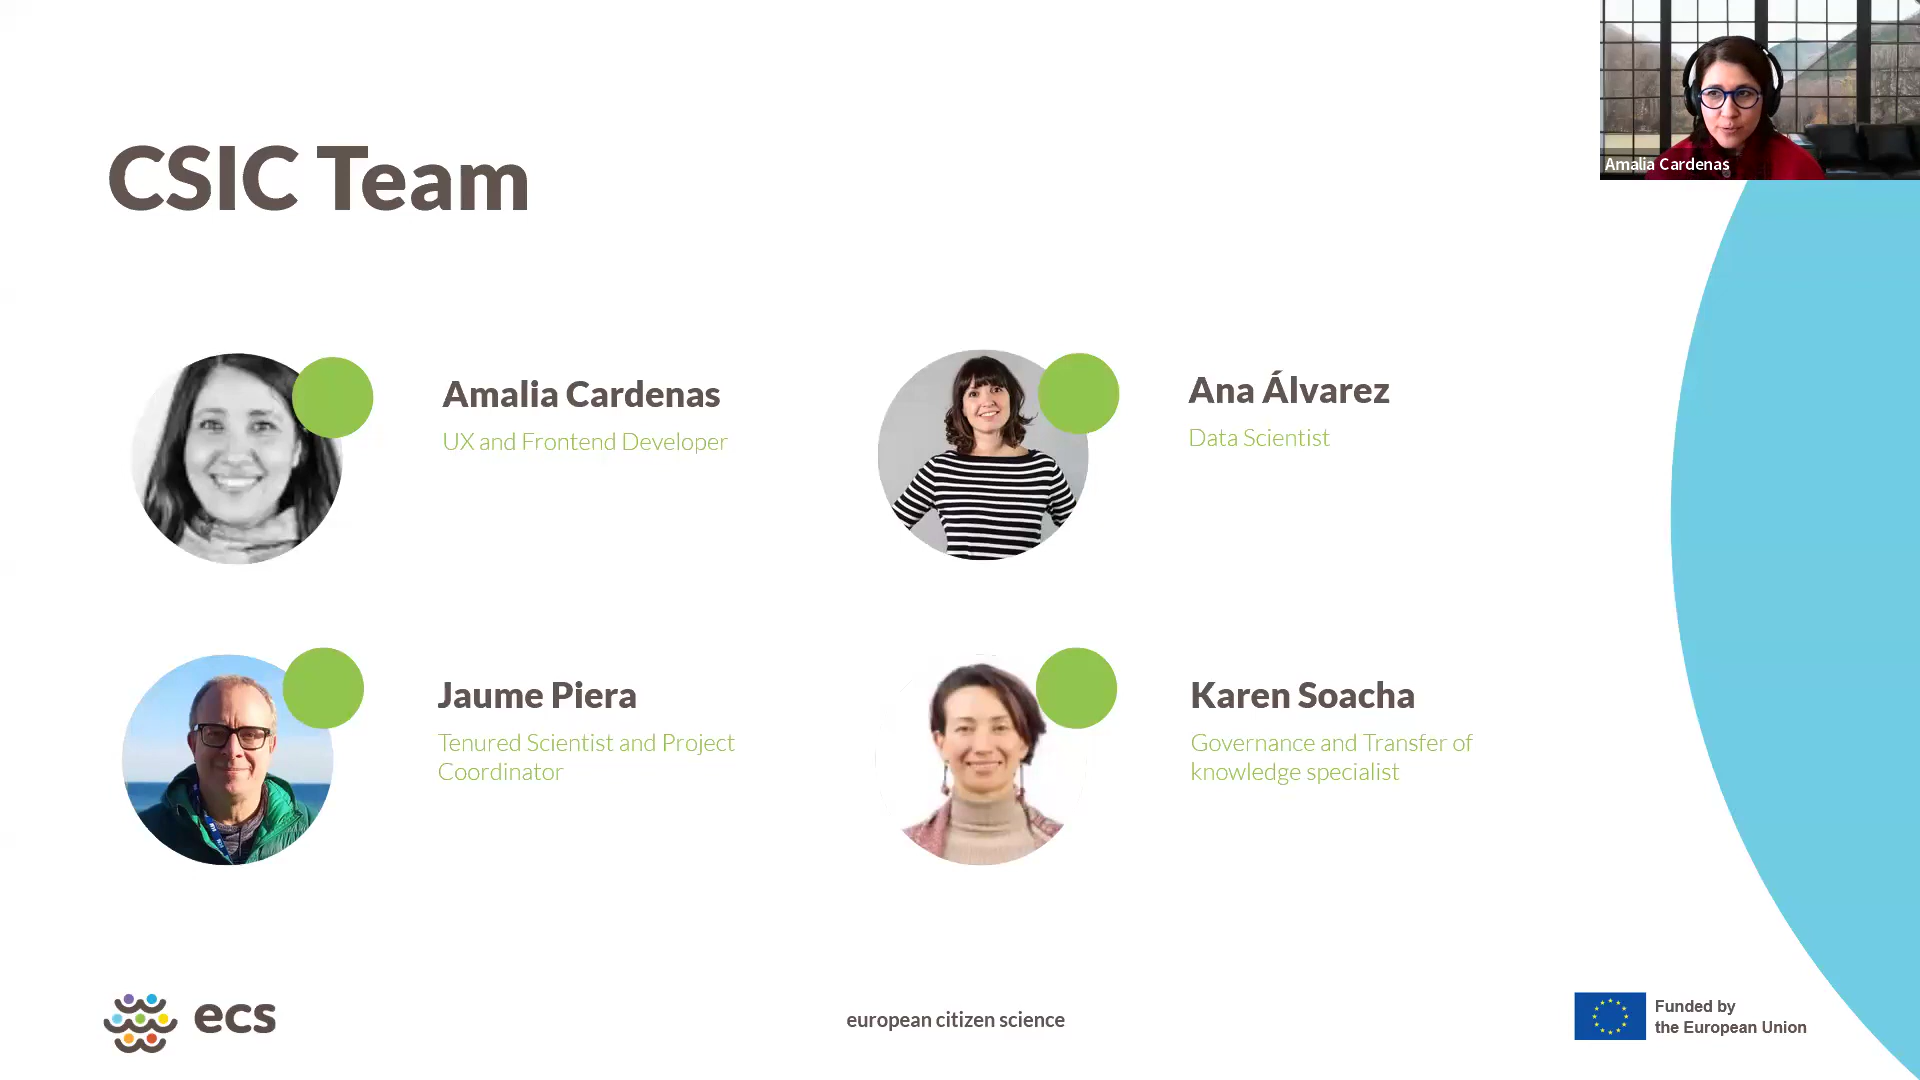 Amalia Cardenas
CSIC Team
Amalia Cardenas
UX and Frontend Developer
Ana Álvarez
Data Scientist
Jaume Piera
Tenured Scientist and Project
Coordinator
Karen Soacha
Governance and Transfer of
knowledge specialist
ecs
european citizen science
Funded by
the European Union